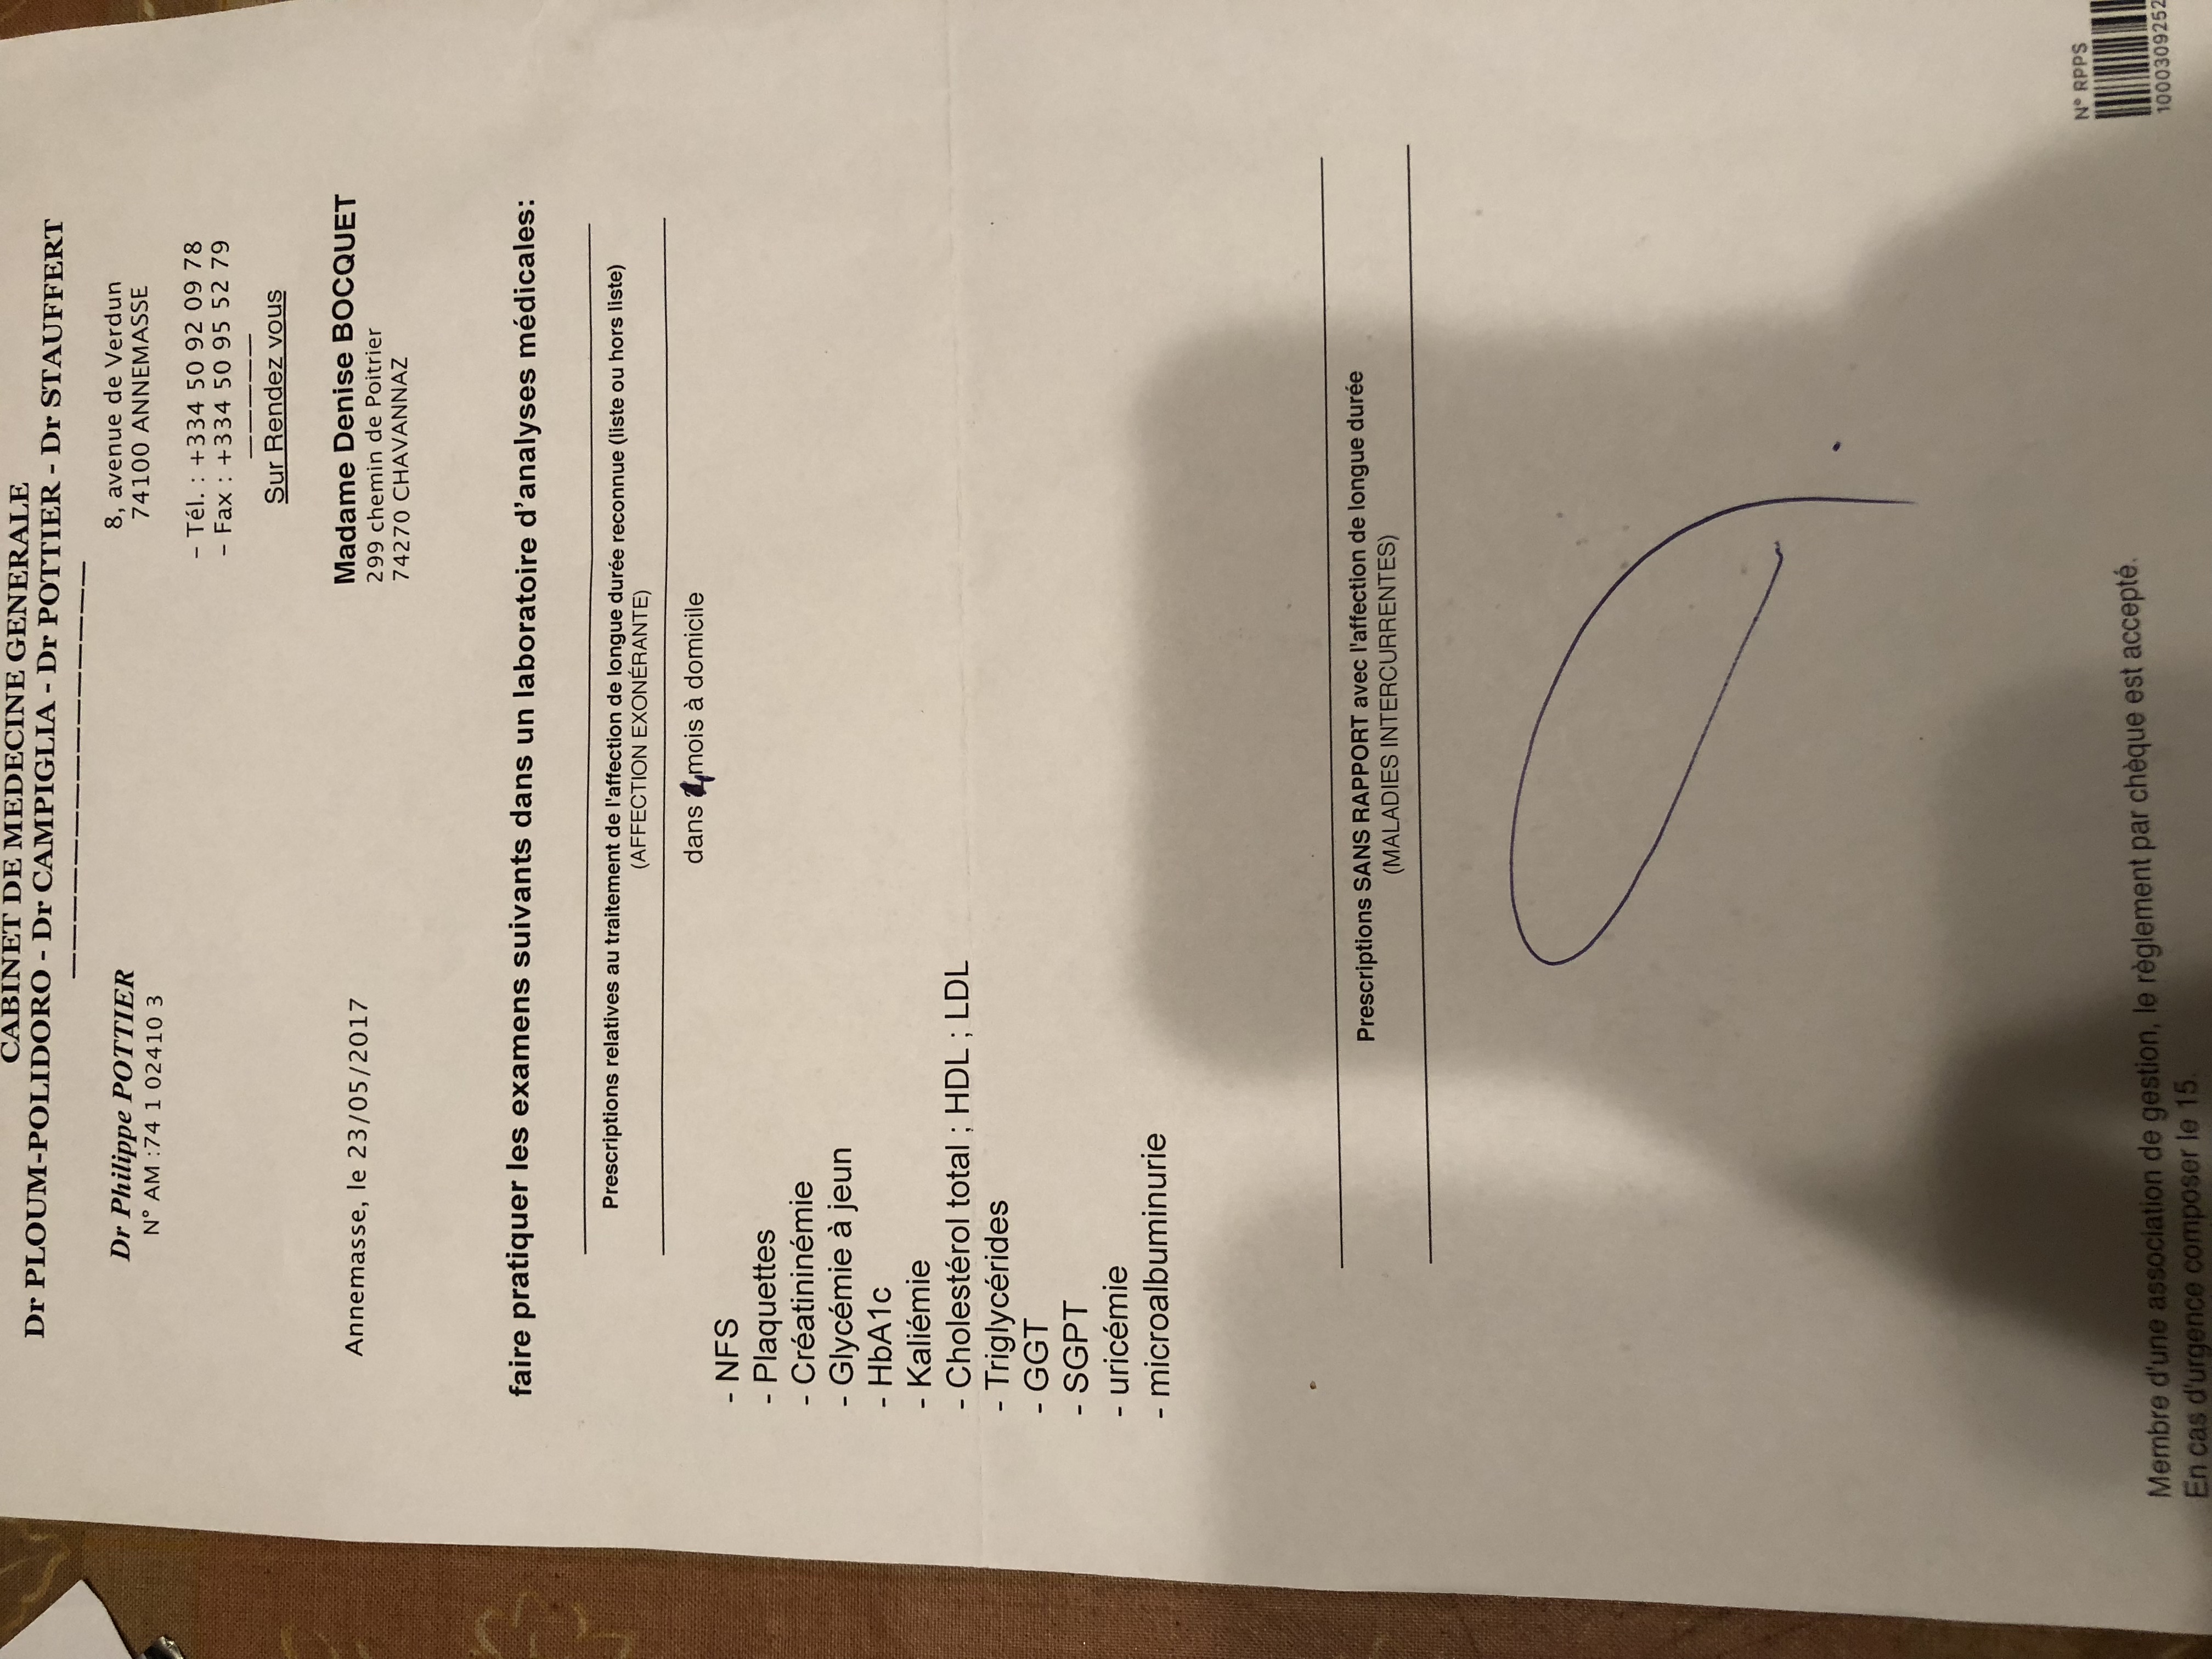 CABINET DE MEDECINE GENERALE
Dr PLOUM-POLIDORO - Dr CAMPIGLIA - Dr POTTIER - Dr STAUFFERT
Dr Philippe POTTIER
N° AM :74 1 02410 3
8, avenue de Verdun
74100 ANNEMASSE
– Tél. : +334 50 92 09 78
– Fax : +334 50 95 52 79
Sur Rendez vous
Annemasse, le 23/05/2017
Madame Denise BOCQUET
299 chemin de Poitrier
74270 CHAVANNAZ
faire pratiquer les examens suivants dans un laboratoire d'analyses médicales:
Prescriptions relatives au traitement de l'affection de longue durée reconnue (liste ou hors liste)
(AFFECTION EXONÉRANTE)
dans 4 mois à domicile
- NFS
- Plaquettes
- Créatininémie
- Glycémie à jeun
- HbA1c
- Kaliémie
- Cholestérol total ; HDL ; LDL
- Triglycérides
- GGT
- SGPT
- uricémie
- microalbuminurie
Prescriptions SANS RAPPORT avec l'affection de longue durée
(MALADIES INTERCURRENTES)
N° RPPS
1000309252
Membre d'une association de gestion, le règlement par chèque est accepté.
En cas d'urgence composer le 15.